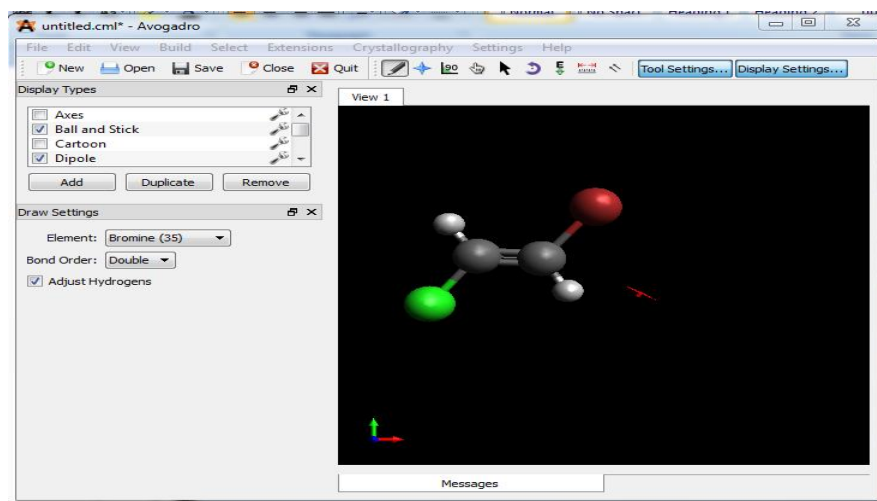 untitled.cml* - Avogadro
File Edit View Build Select Extensions Crystallography Settings Help
New Open Save Close Quit Tool Settings... Display Settings...
Display Types
View 1
Axes
Ball and Stick
Cartoon
Dipole
Add Duplicate Remove
Draw Settings
Element: Bromine (35)
Bond Order: Double
Adjust Hydrogens
Messages